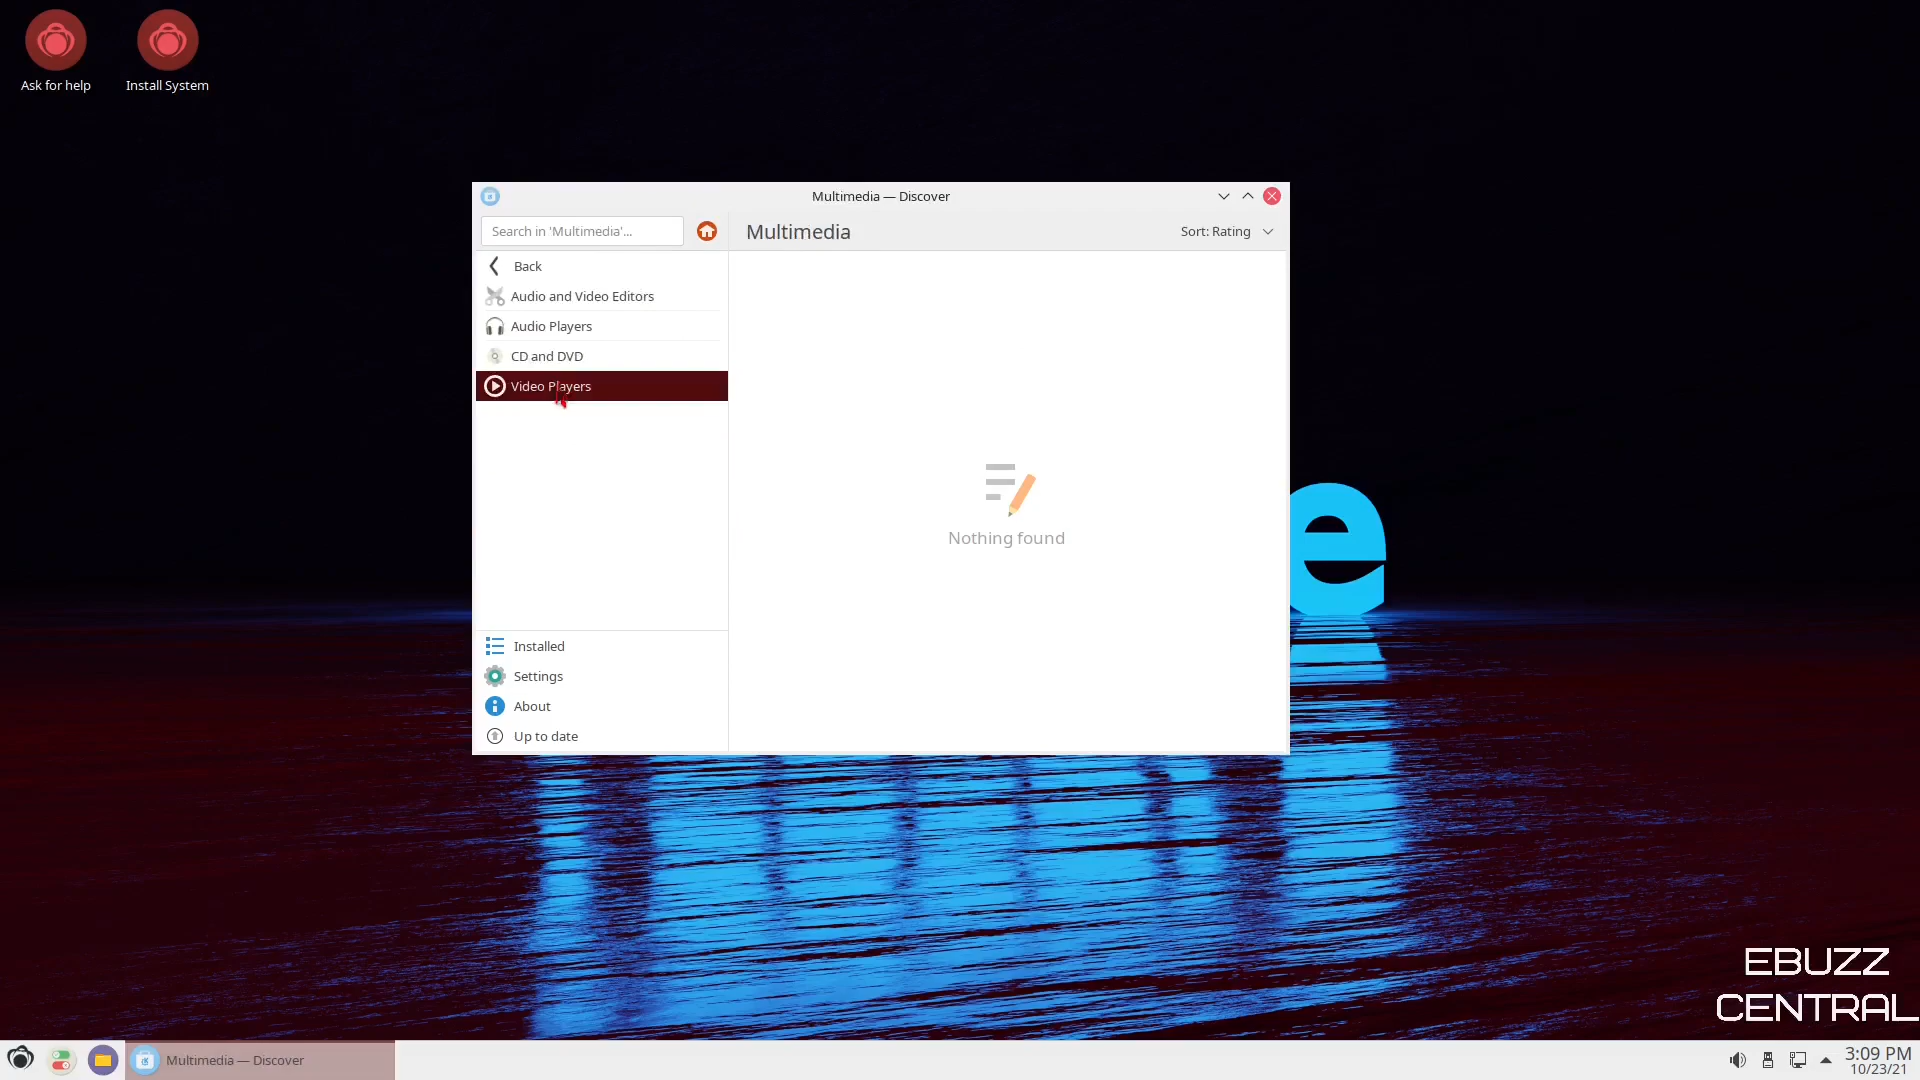 Ask for help
Install System
Multimedia — Discover
Search in 'Multimedia'...
Multimedia
Sort: Rating
Back
Audio and Video Editors
Audio Players
CD and DVD
Video Players
Nothing found
e
Installed
Settings
About
Up to date
EBUZZ
CENTRAL
Multimedia — Discover
3:09 PM
10/23/21